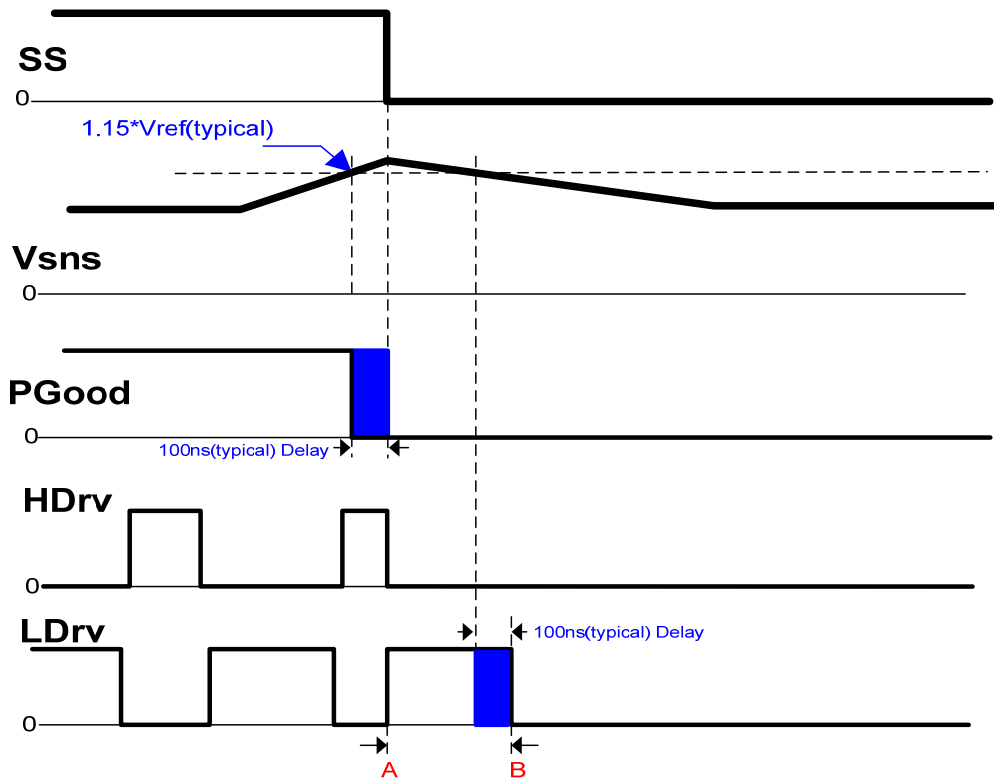 SS
0
1.15*Vref(typical)
Vsns
0
PGood
0
100ns(typical) Delay
HDrv
0
LDrv
100ns(typical) Delay
0
A
B